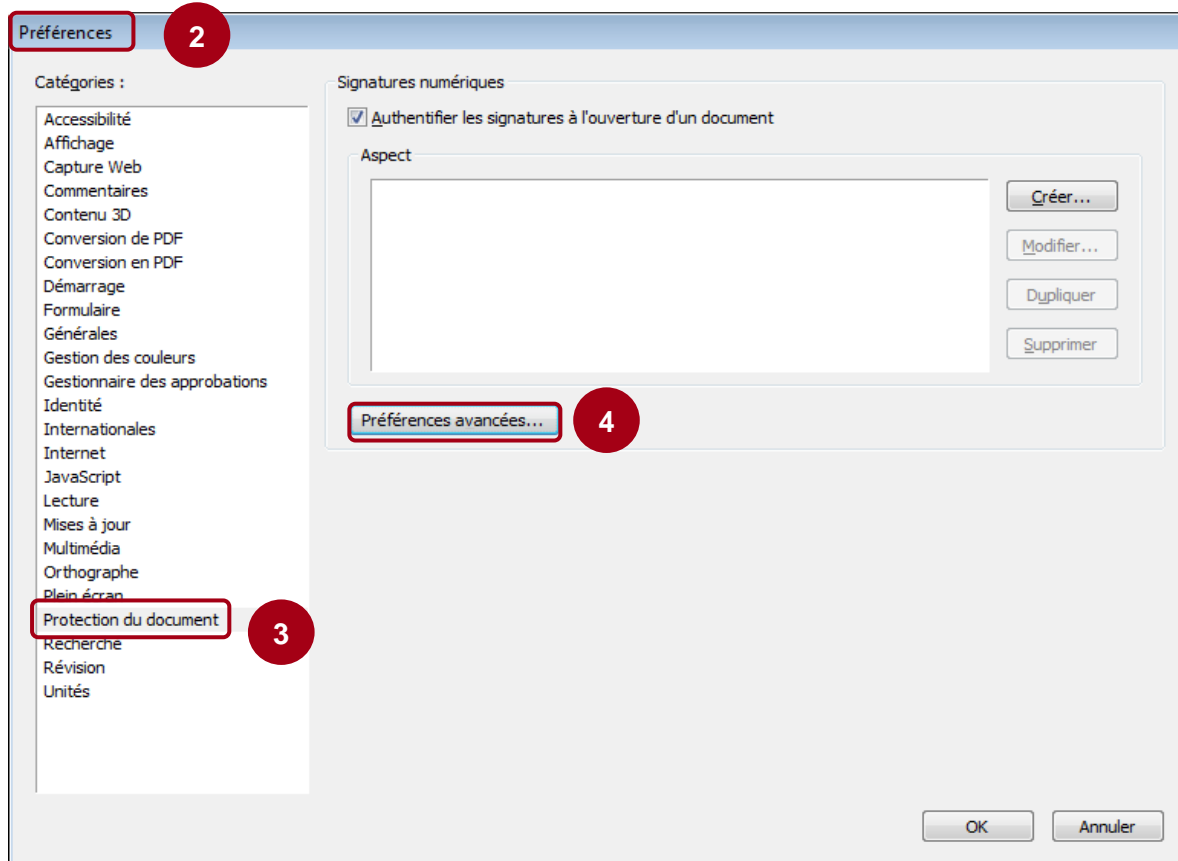 Préférences
2
Catégories :
Accessibilité
Affichage
Capture Web
Commentaires
Contenu 3D
Conversion de PDF
Conversion en PDF
Démarrage
Formulaire
Générales
Gestion des couleurs
Gestionnaire des approbations
Identité
Internationales
Internet
JavaScript
Lecture
Mises à jour
Multimédia
Orthographe
Plein écran
Protection du document
3
Recherche
Révision
Unités
Signatures numériques
Authentifier les signatures à l'ouverture d'un document
Aspect
Créer...
Modifier...
Dupliquer
Supprimer
Préférences avancées...
4
OK
Annuler